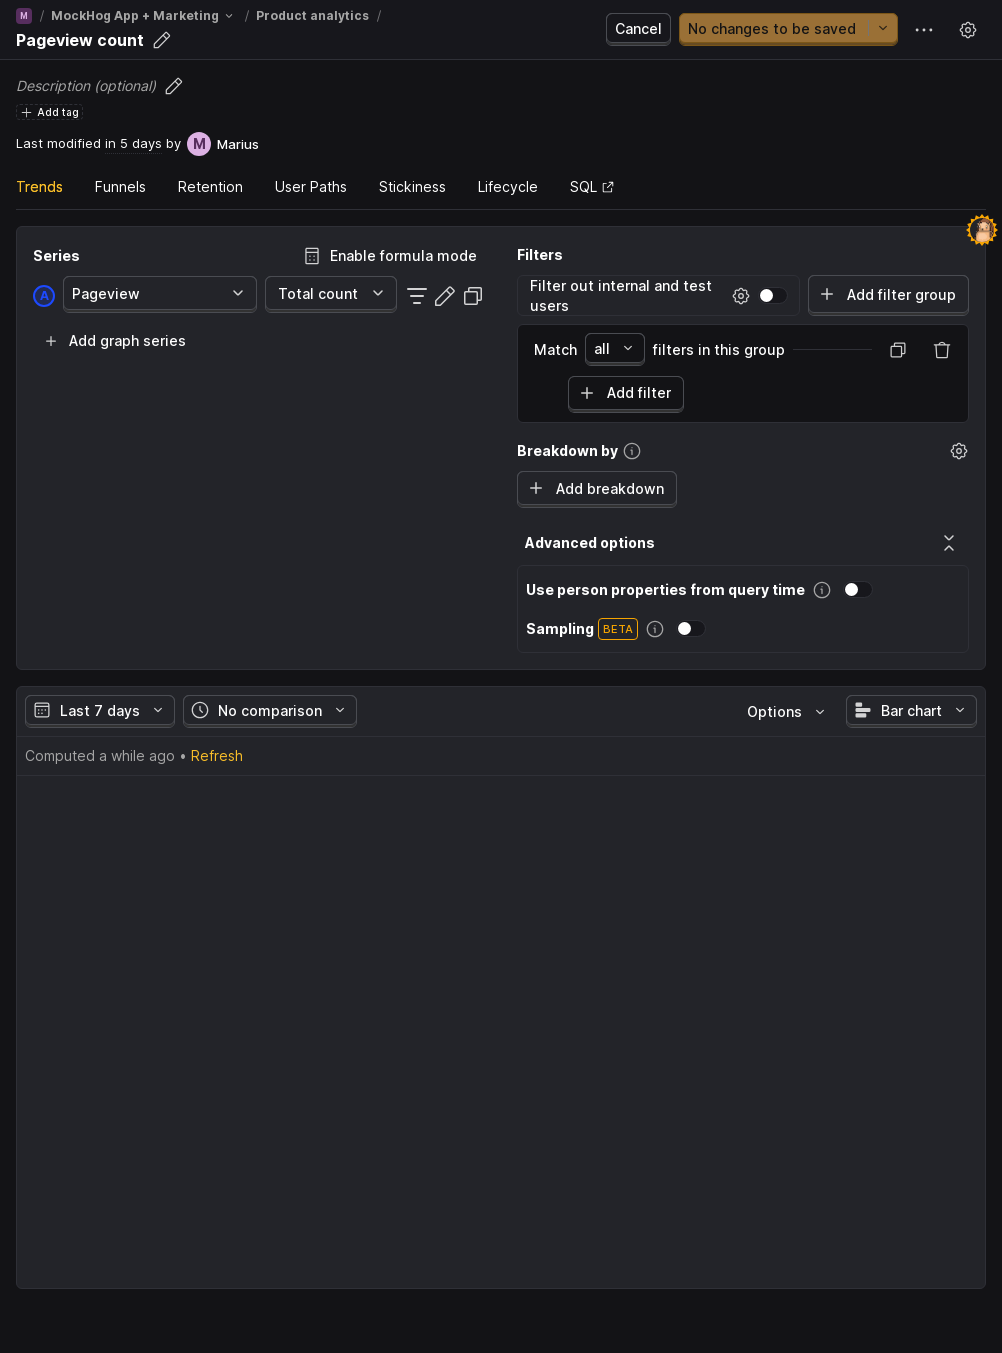 M / MockHog App + Marketing / Product analytics /
Pageview count
Cancel
No changes to be saved
Description (optional)
Add tag
Last modified in 5 days by M Marius
Trends Funnels Retention User Paths Stickiness Lifecycle SQL
Series
Enable formula mode
A Pageview Total count
Add graph series
Filters
Filter out internal and test
users
Add filter group
Match all filters in this group
Add filter
Breakdown by
Add breakdown
Advanced options
Use person properties from query time
Sampling BETA
Last 7 days No comparison Options Bar chart
Computed a while ago • Refresh